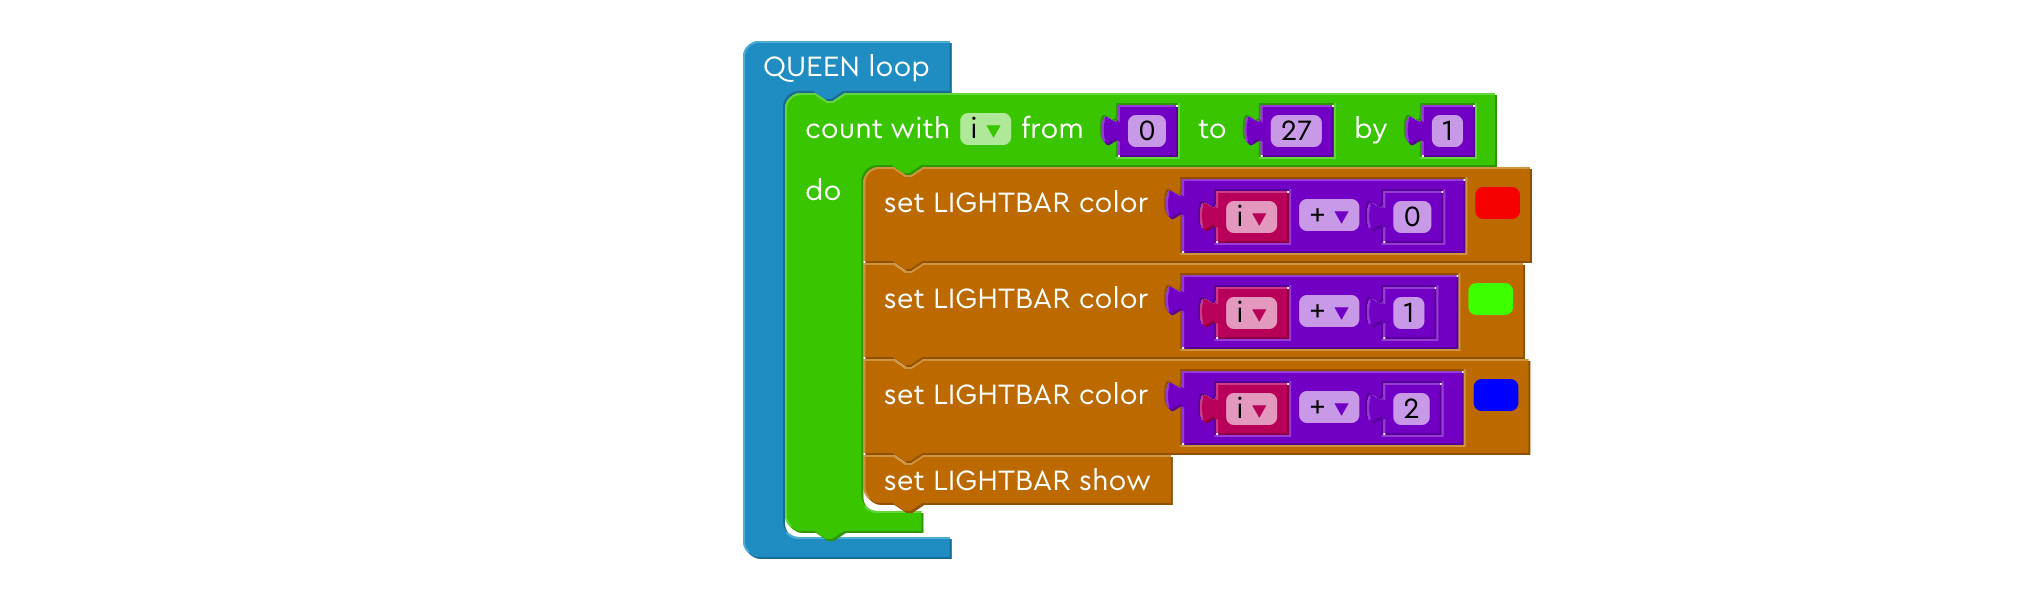 QUEEN loop
count with i ▼ from 0 to 27 by 1
do
set LIGHTBAR color i ▼ + ▼ 0
set LIGHTBAR color i ▼ + ▼ 1
set LIGHTBAR color i ▼ + ▼ 2
set LIGHTBAR show